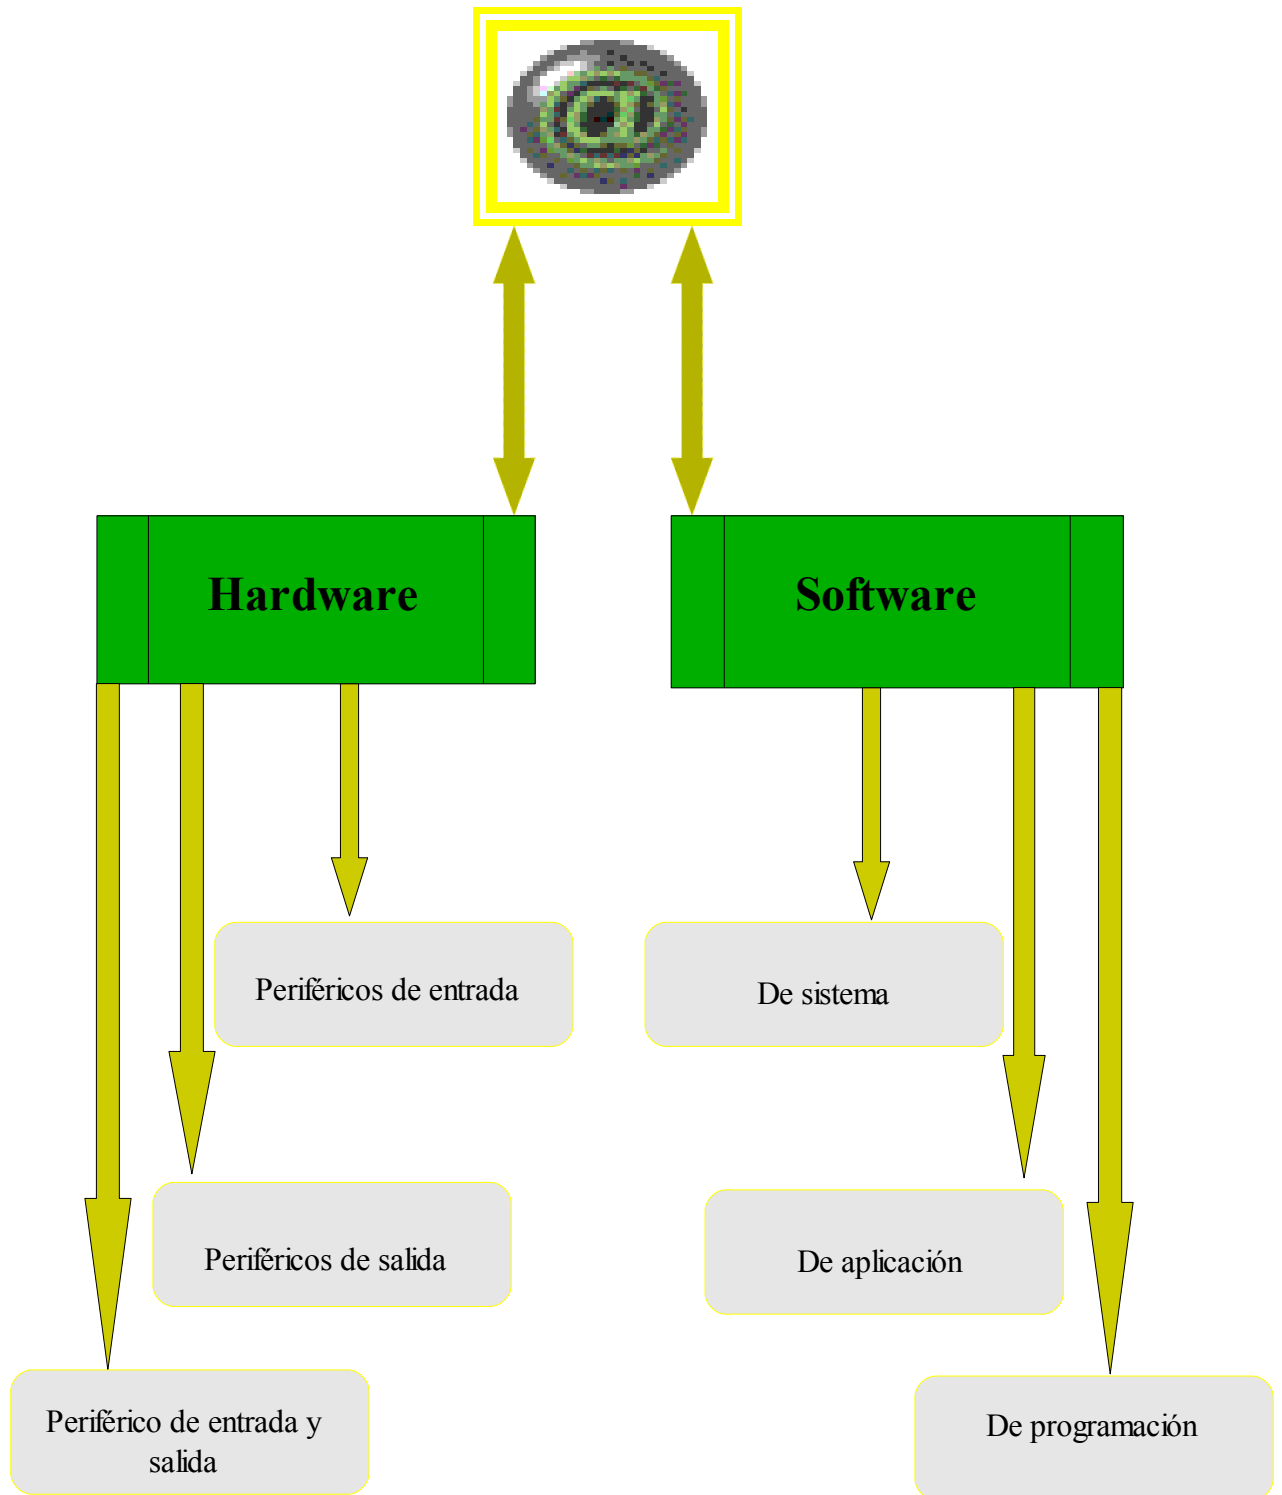 Hardware
Software
Periféricos de entrada
De sistema
Periféricos de salida
De aplicación
Periférico de entrada y
salida
De programación